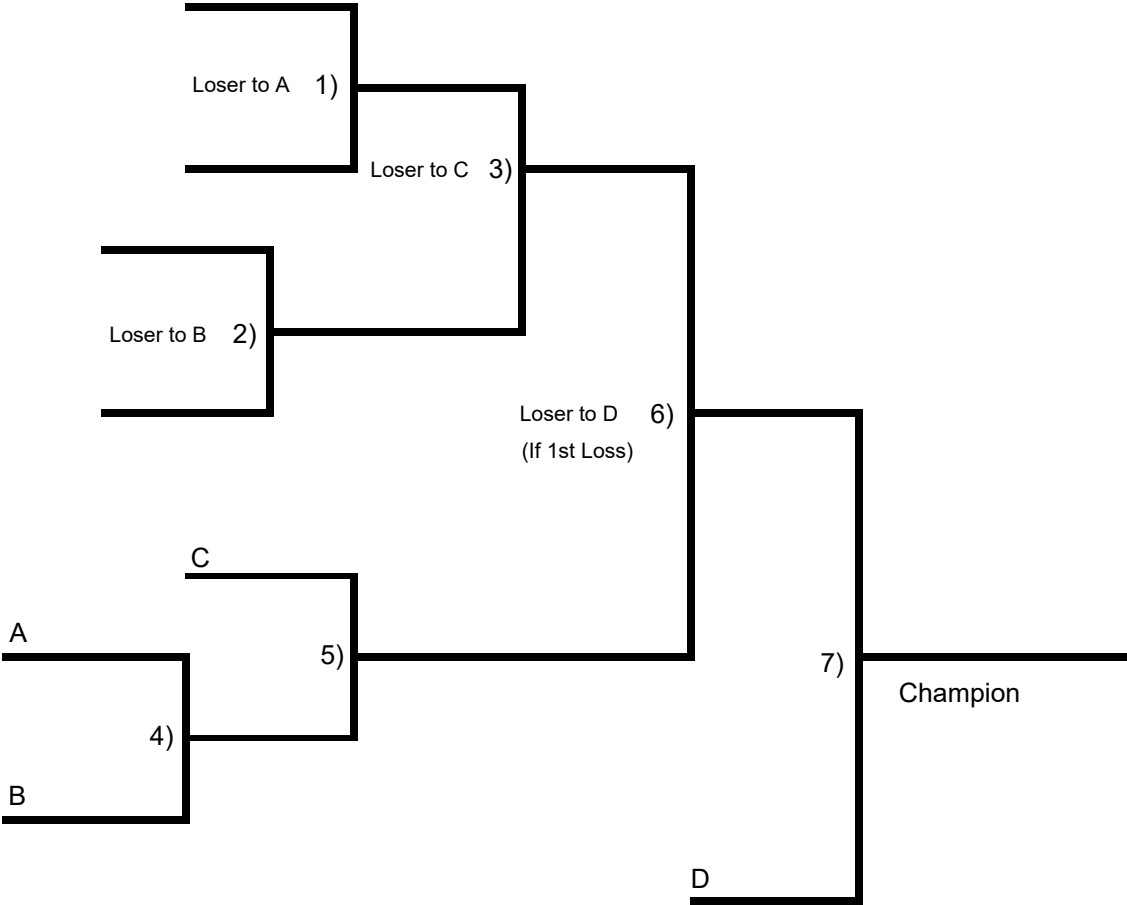 Loser to A 1)
Loser to C 3)
Loser to B 2)
Loser to D 6)
(If 1st Loss)
C
A
5)
7)
Champion
4)
B
D